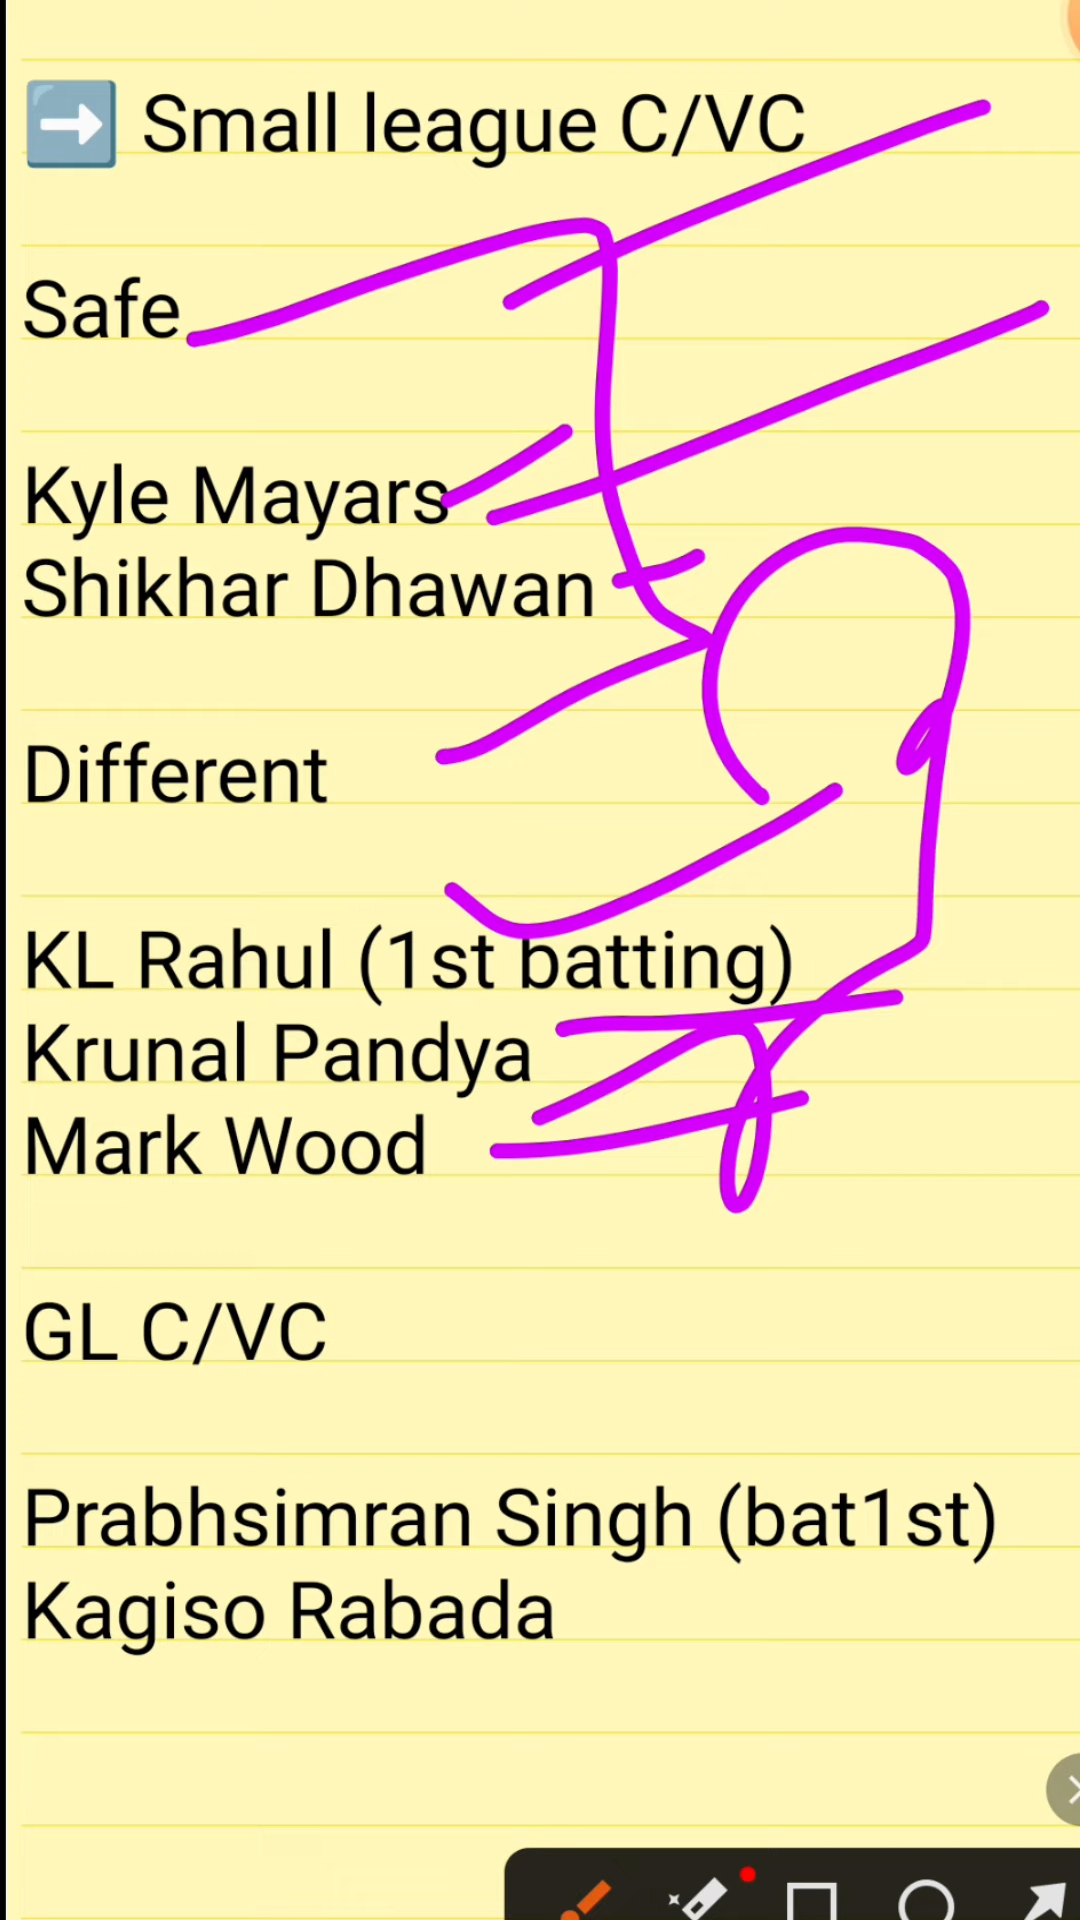 ➡️ Small league C/VC
Safe
Kyle Mayars
Shikhar Dhawan
Different
KL Rahul (1st batting)
Krunal Pandya
Mark Wood
GL C/VC
Prabhsimran Singh (bat1st)
Kagiso Rabada